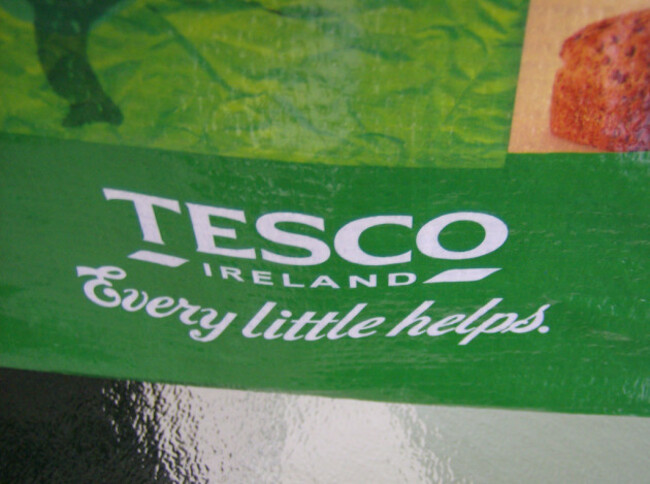 TESCO
IRELAND
Every little helps.